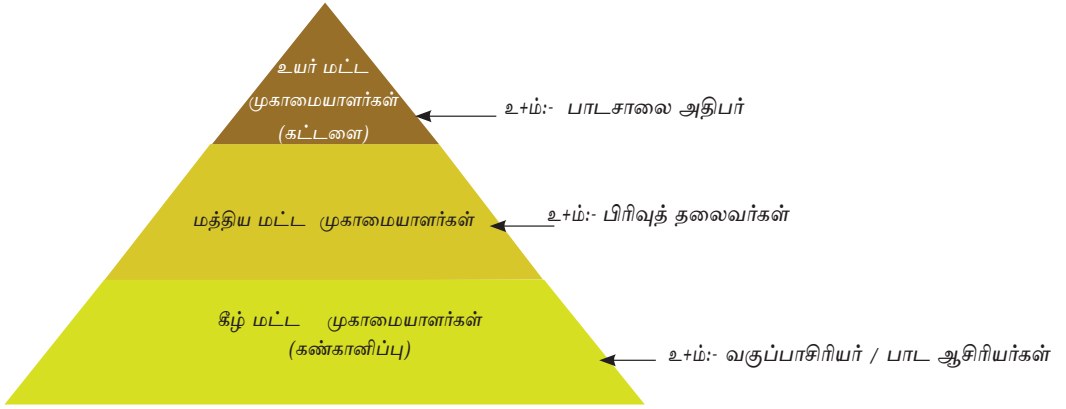 உயர் மட்ட
முகாமையாளர்கள்
(கட்டளை)
உ+ம்:- பாடசாலை அதிபர்
மத்திய மட்ட முகாமையாளர்கள்
உ+ம்:- பிரிவுத் தலைவர்கள்
கீழ் மட்ட முகாமையாளர்கள்
(கண்கானிப்பு)
உ+ம்:- வகுப்பாசிரியர் / பாட ஆசிரியர்கள்